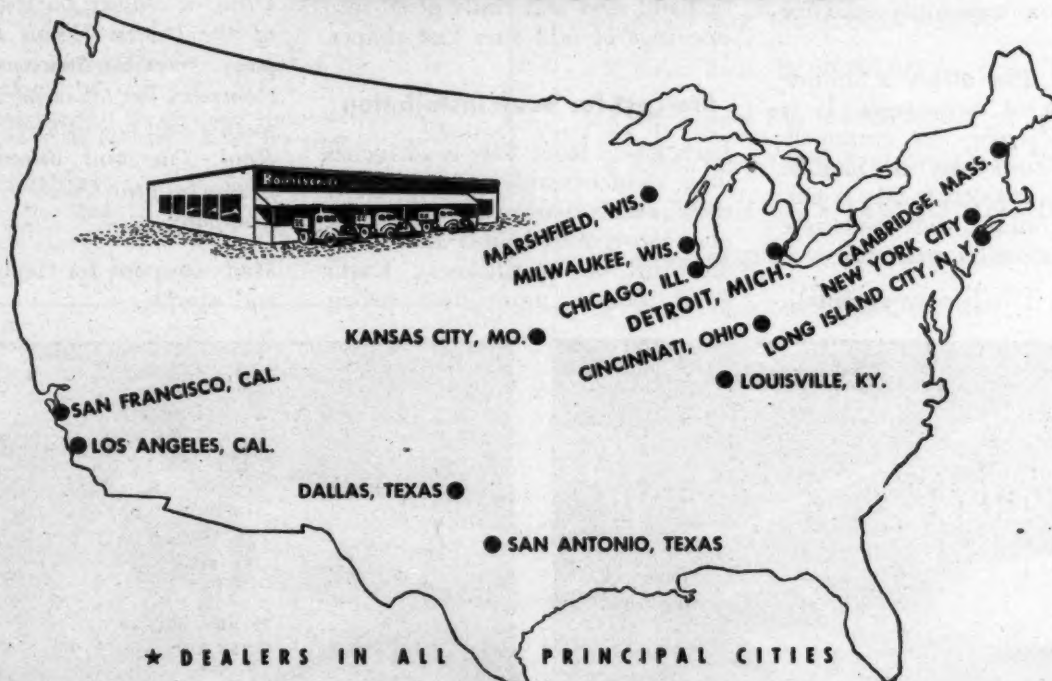 MARSHFIELD, WIS.
MILWAUKEE, WIS.
CHICAGO, ILL.
DETROIT, MICH.
CAMBRIDGE, MASS.
NEW YORK CITY
LONG ISLAND CITY, N.Y.
KANSAS CITY, MO.
CINCINNATI, OHIO
LOUISVILLE, KY.
SAN FRANCISCO, CAL.
LOS ANGELES, CAL.
DALLAS, TEXAS
SAN ANTONIO, TEXAS
★ DEALERS IN ALL PRINCIPAL CITIES